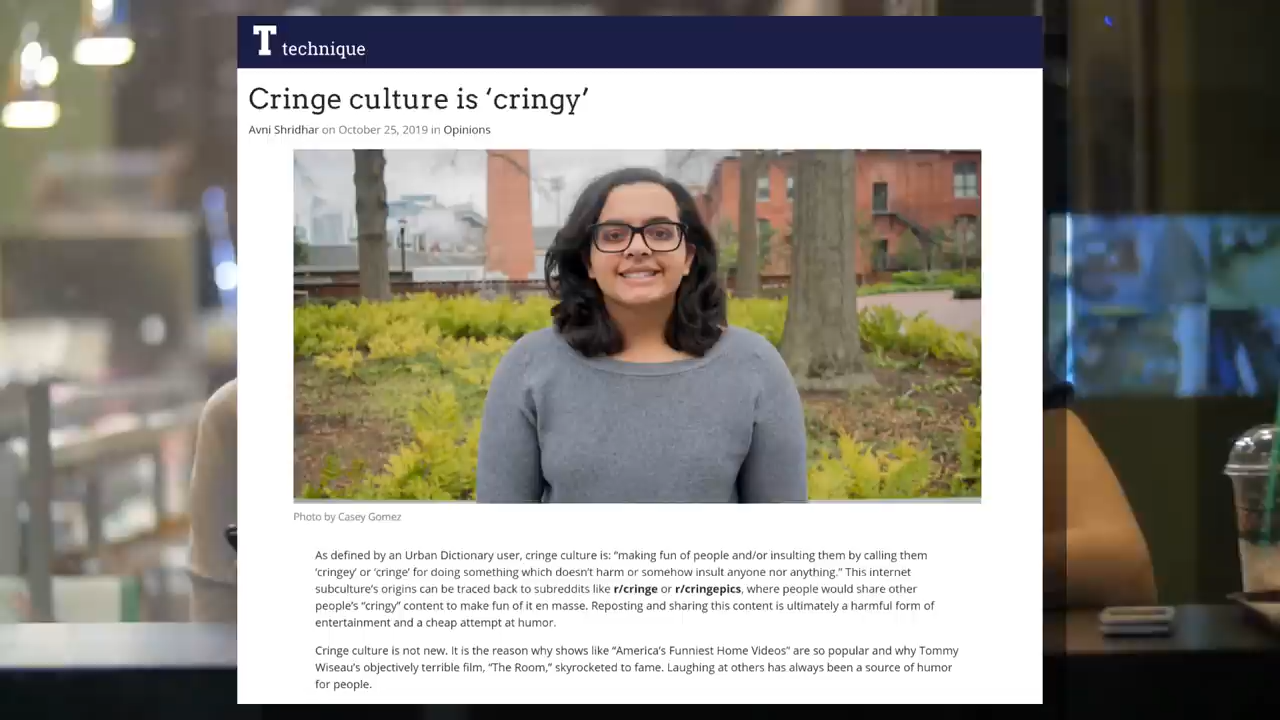 T technique
Cringe culture is ‘cringy’
Avni Shridhar on October 25, 2019 in Opinions
Photo by Casey Gomez
As defined by an Urban Dictionary user, cringe culture is: “making fun of people and/or insulting them by calling them
‘cringey’ or ‘cringe’ for doing something which doesn’t harm or somehow insult anyone nor anything.” This internet
subculture’s origins can be traced back to subreddits like r/cringe or r/cringepics, where people would share other
people’s “cringy” content to make fun of it en masse. Reposting and sharing this content is ultimately a harmful form of
entertainment and a cheap attempt at humor.
Cringe culture is not new. It is the reason why shows like “America’s Funniest Home Videos” are so popular and why Tommy
Wiseau’s objectively terrible film, “The Room,” skyrocketed to fame. Laughing at others has always been a source of humor
for people.